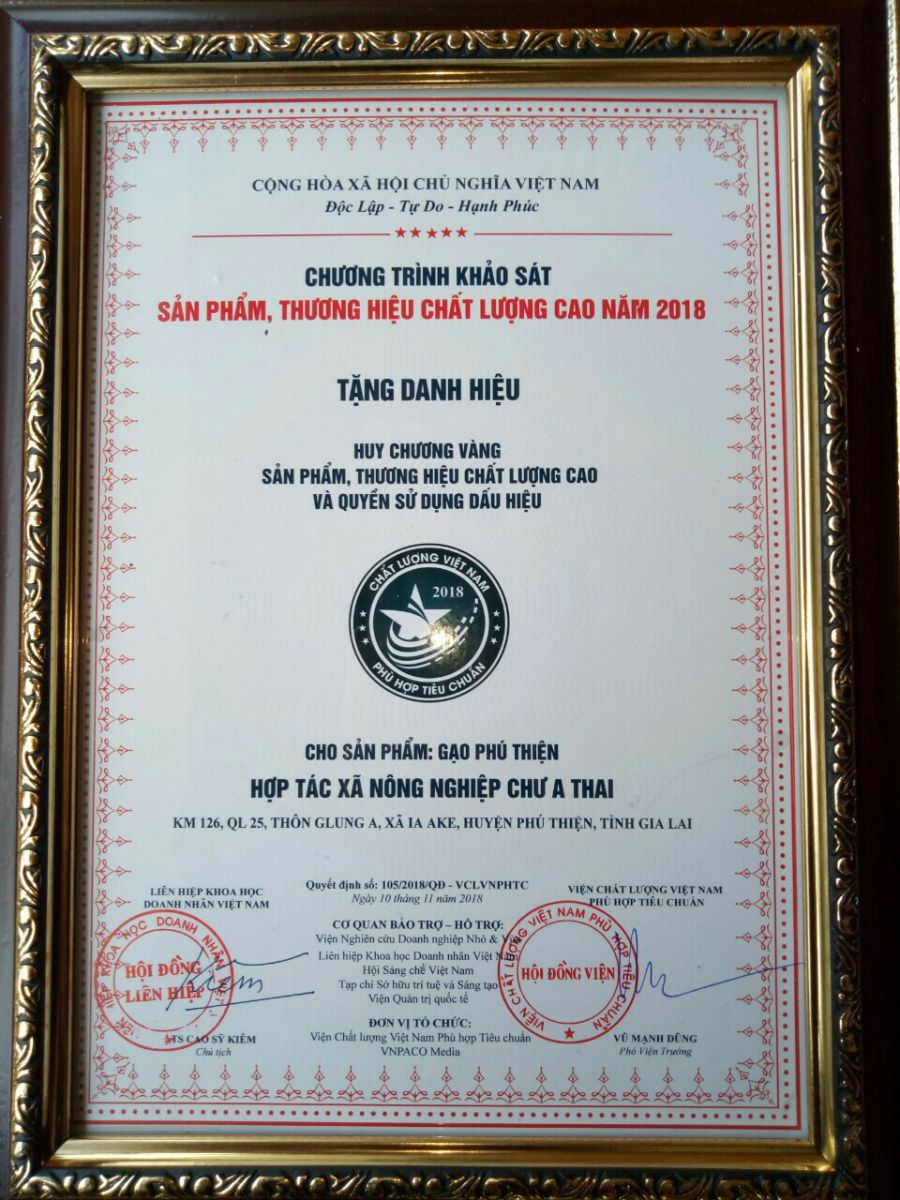 CỘNG HÒA XÃ HỘI CHỦ NGHĨA VIỆT NAM
Độc Lập - Tự Do - Hạnh Phúc
CHƯƠNG TRÌNH KHẢO SÁT
SẢN PHẨM, THƯƠNG HIỆU CHẤT LƯỢNG CAO NĂM 2018
TẶNG DANH HIỆU
HUY CHƯƠNG VÀNG
SẢN PHẨM, THƯƠNG HIỆU CHẤT LƯỢNG CAO
VÀ QUYỀN SỬ DỤNG DẤU HIỆU
CHẤT LƯỢNG VIỆT NAM
2018
PHÙ HỢP TIÊU CHUẨN
CHO SẢN PHẨM: GẠO PHÚ THIỆN
HỢP TÁC XÃ NÔNG NGHIỆP CHƯ A THAI
KM 126, QL 25, THÔN GLUNG A, XÃ IA AKE, HUYỆN PHÚ THIỆN, TỈNH GIA LAI
LIÊN HIỆP KHOA HỌC
DOANH NHÂN VIỆT NAM
HỘI ĐỒNG
LIÊN HIỆP
TS CAO SỸ KIÊM
Chủ tịch
Quyết định số: 105/2018/QĐ - VCLVNPHTC
Ngày 10 tháng 11 năm 2018
CƠ QUAN BẢO TRỢ – HỖ TRỢ:
Viện Nghiên cứu Doanh nghiệp Nhỏ &
Liên hiệp Khoa học Doanh nhân Việt
Hội Sáng chế Việt Nam
Tạp chí Sở hữu trí tuệ và Sáng tạo
Viện Quản trị quốc tế
ĐƠN VỊ TỔ CHỨC:
Viện Chất lượng Việt Nam Phù hợp Tiêu chuẩn
VNPACO Media
VIỆN CHẤT LƯỢNG VIỆT NAM
PHÙ HỢP TIÊU CHUẨN
VIỆN CHẤT LƯỢNG VIỆT NAM PHÙ HỢP TIÊU CHUẨN
HỘI ĐỒNG VIỆN
VŨ MẠNH DŨNG
Phó Viện Trưởng